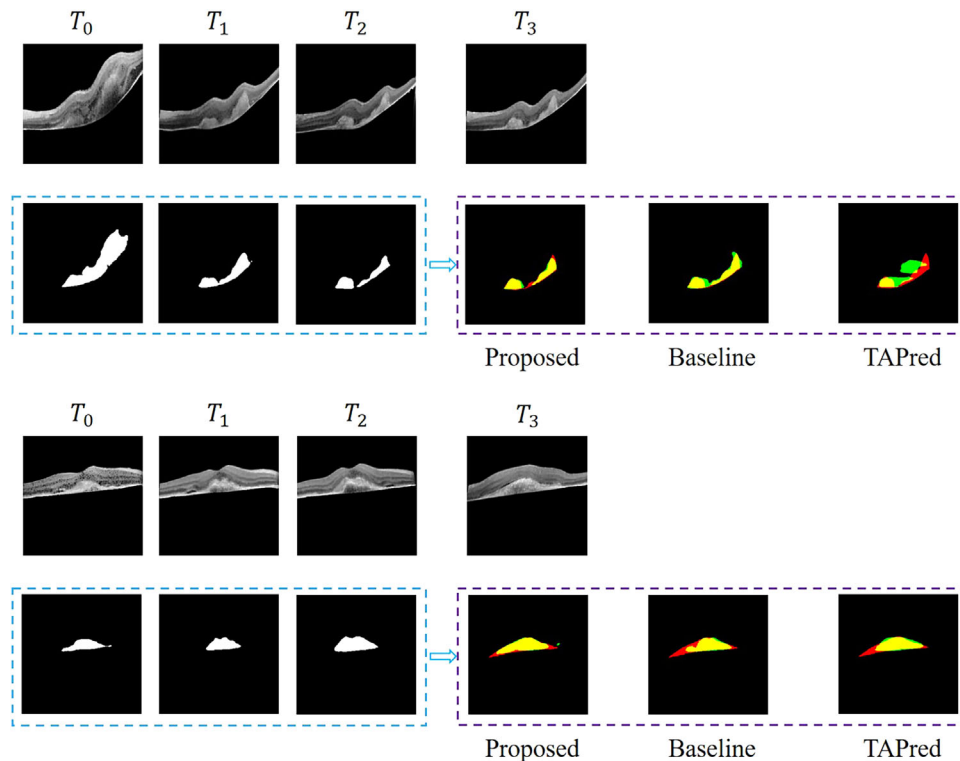 T₀ T₁ T₂ T₃
Proposed Baseline TAPred
T₀ T₁ T₂ T₃
Proposed Baseline TAPred